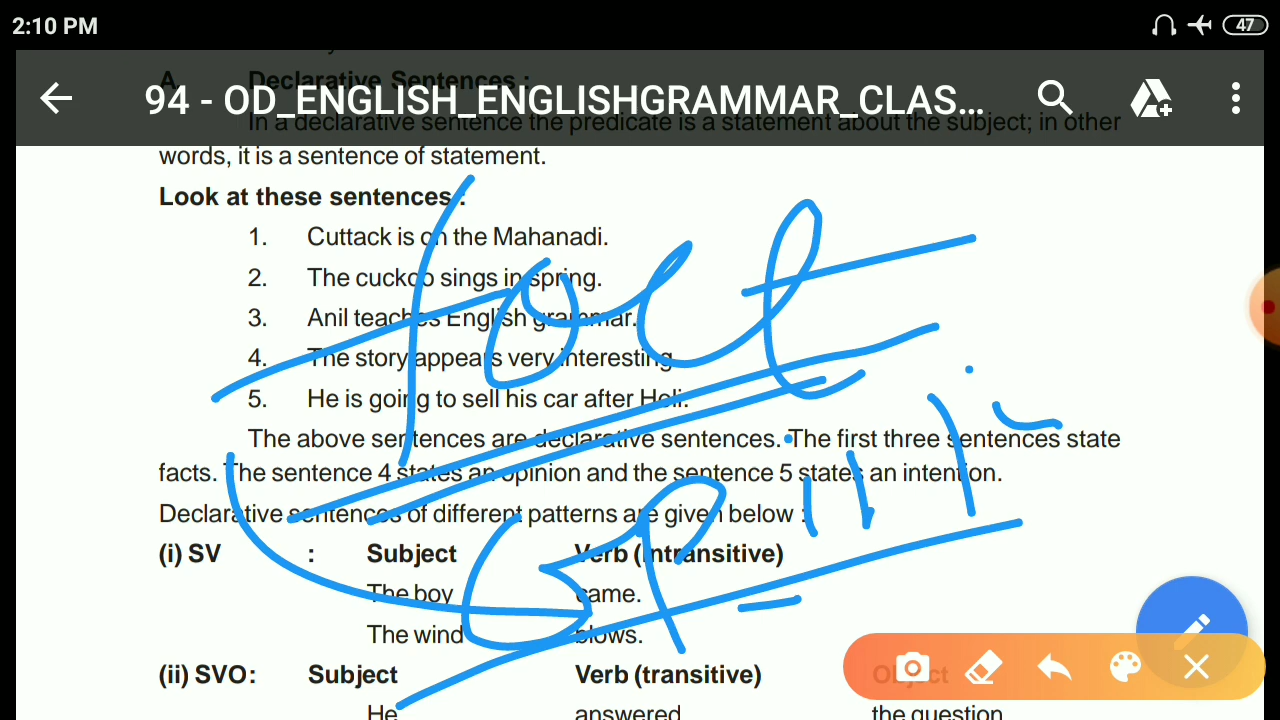 2:10 PM
47
A. Declarative Sentences :
94 - OD_ENGLISH_ENGLISHGRAMMAR_CLAS...
In a declarative sentence the predicate is a statement about the subject; in other
words, it is a sentence of statement.
Look at these sentences :
1. Cuttack is on the Mahanadi.
2. The cuckoo sings in spring.
3. Anil teaches English grammar.
4. The story appears very interesting.
5. He is going to sell his car after Holi.
The above sentences are declarative sentences. The first three sentences state
facts. The sentence 4 states an opinion and the sentence 5 states an intention.
Declarative sentences of different patterns are given below :
(i) SV : Subject Verb (intransitive)
The boy came.
The wind blows.
(ii) SVO: Subject Verb (transitive) Object
He answered the question